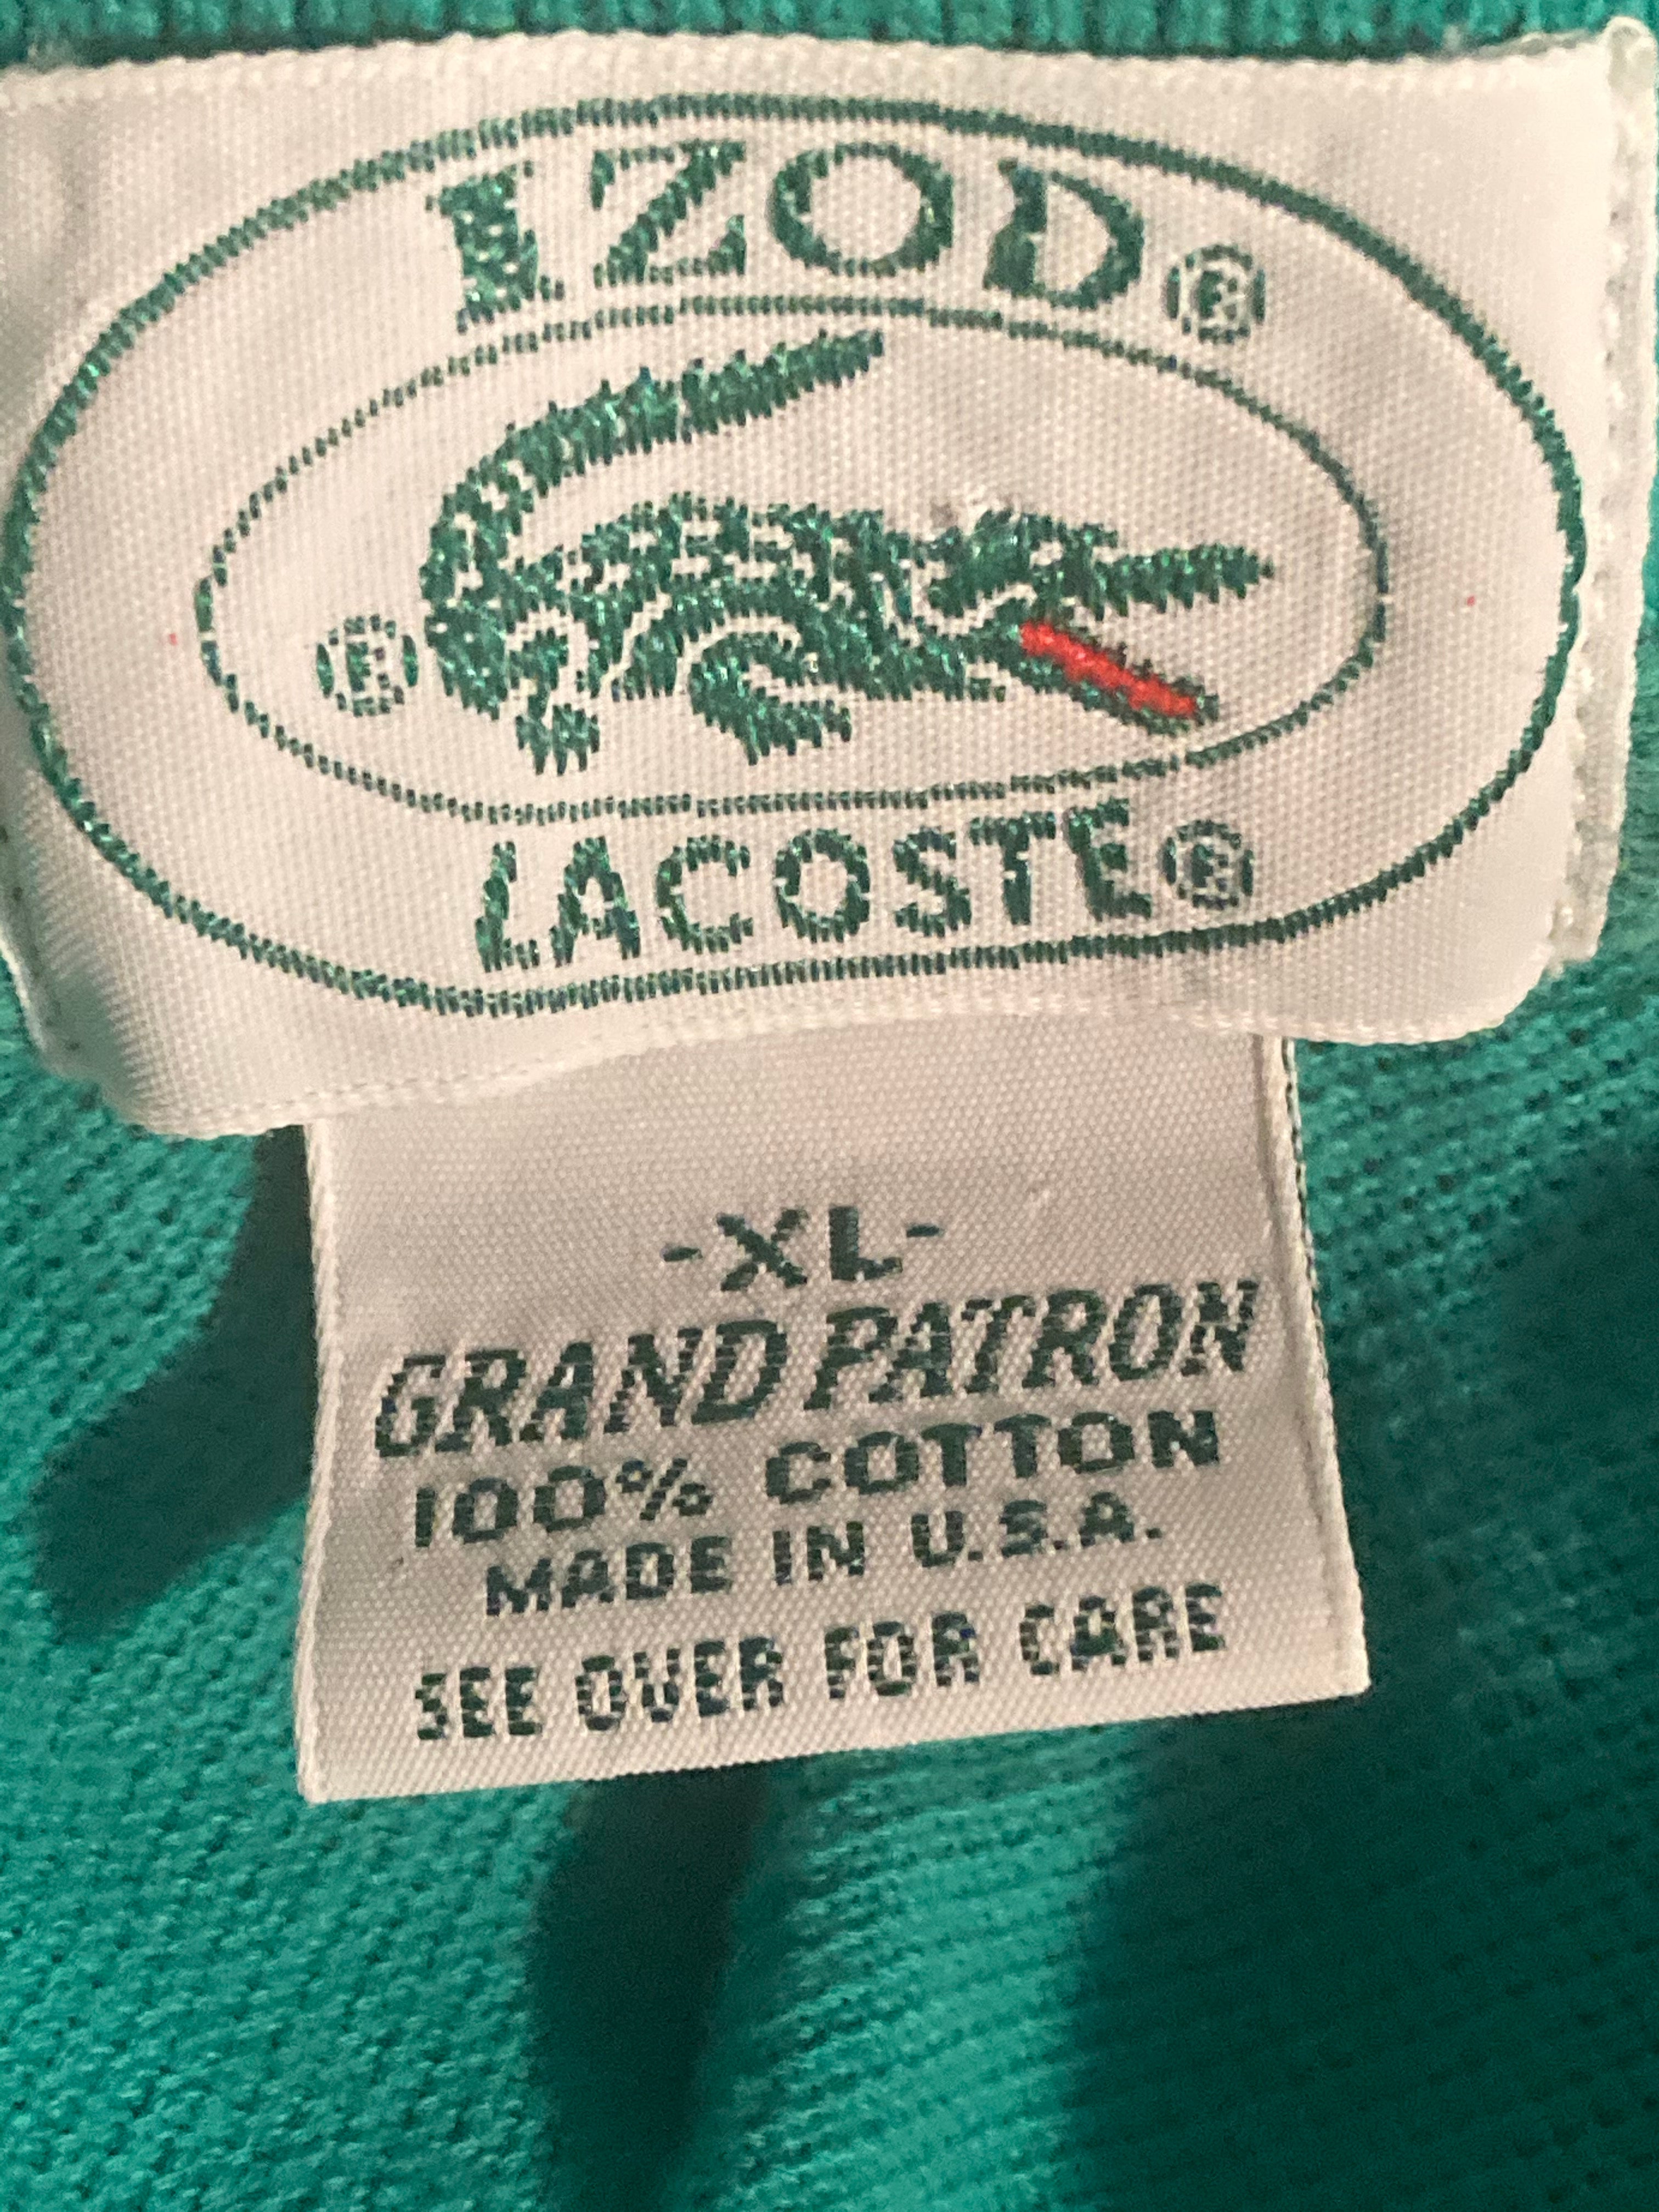 IZOD®
®
LACOSTE®
-XL-
GRAND PATRON
100% COTTON
MADE IN U.S.A.
SEE OVER FOR CARE